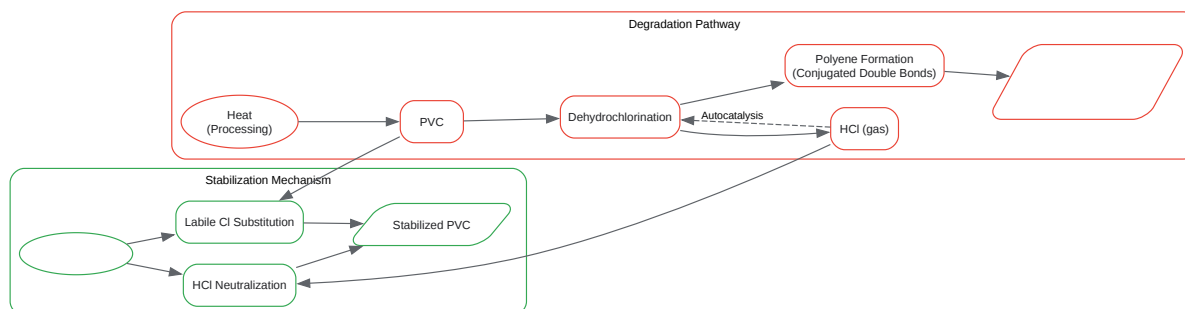 Degradation Pathway
Polyene Formation
(Conjugated Double Bonds)
Heat
(Processing)
PVC
Dehydrochlorination
Autocatalysis
HCl (gas)
Stabilization Mechanism
Labile Cl Substitution
Stabilized PVC
HCl Neutralization